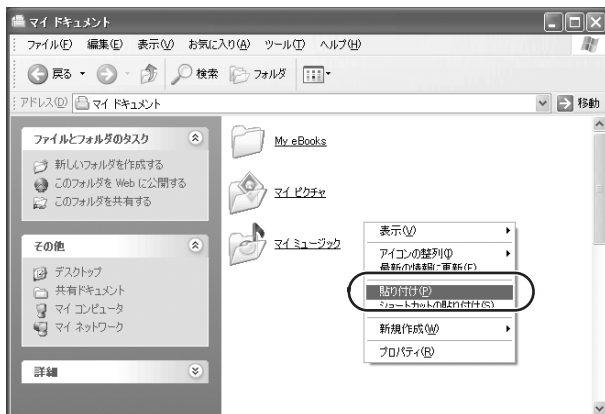 マイ ドキュメント
ファイル(F) 編集(E) 表示(V) お気に入り(A) ツール(T) ヘルプ(H)
戻る 検索 フォルダ
アドレス(D) マイ ドキュメント 移動
ファイルとフォルダのタスク
新しいフォルダを作成する
このフォルダを Web に公開する
このフォルダを共有する
その他
デスクトップ
共有ドキュメント
マイ コンピュータ
マイ ネットワーク
詳細
My eBooks
マイ ピクチャ
マイ ミュージック
表示(V)
アイコンの整列(I)
最新の情報に更新(E)
貼り付け(P)
ショートカットの貼り付け(S)
新規作成(W)
プロパティ(R)